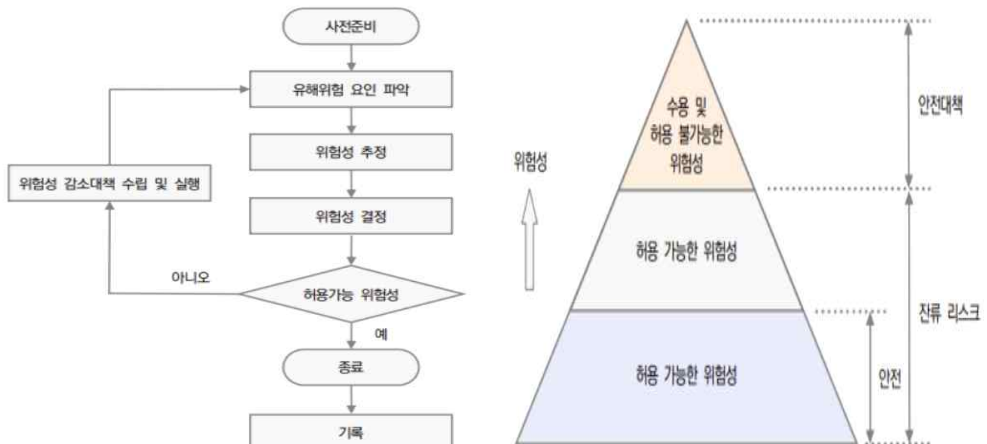 사전준비
유해위험 요인 파악
위험성 추정
위험성 감소대책 수립 및 실행
위험성 결정
아니오
허용가능 위험성
예
종료
기록
위험성
수용 및
허용 불가능한
위험성
허용 가능한 위험성
허용 가능한 위험성
안전대책
잔류 리스크
안전